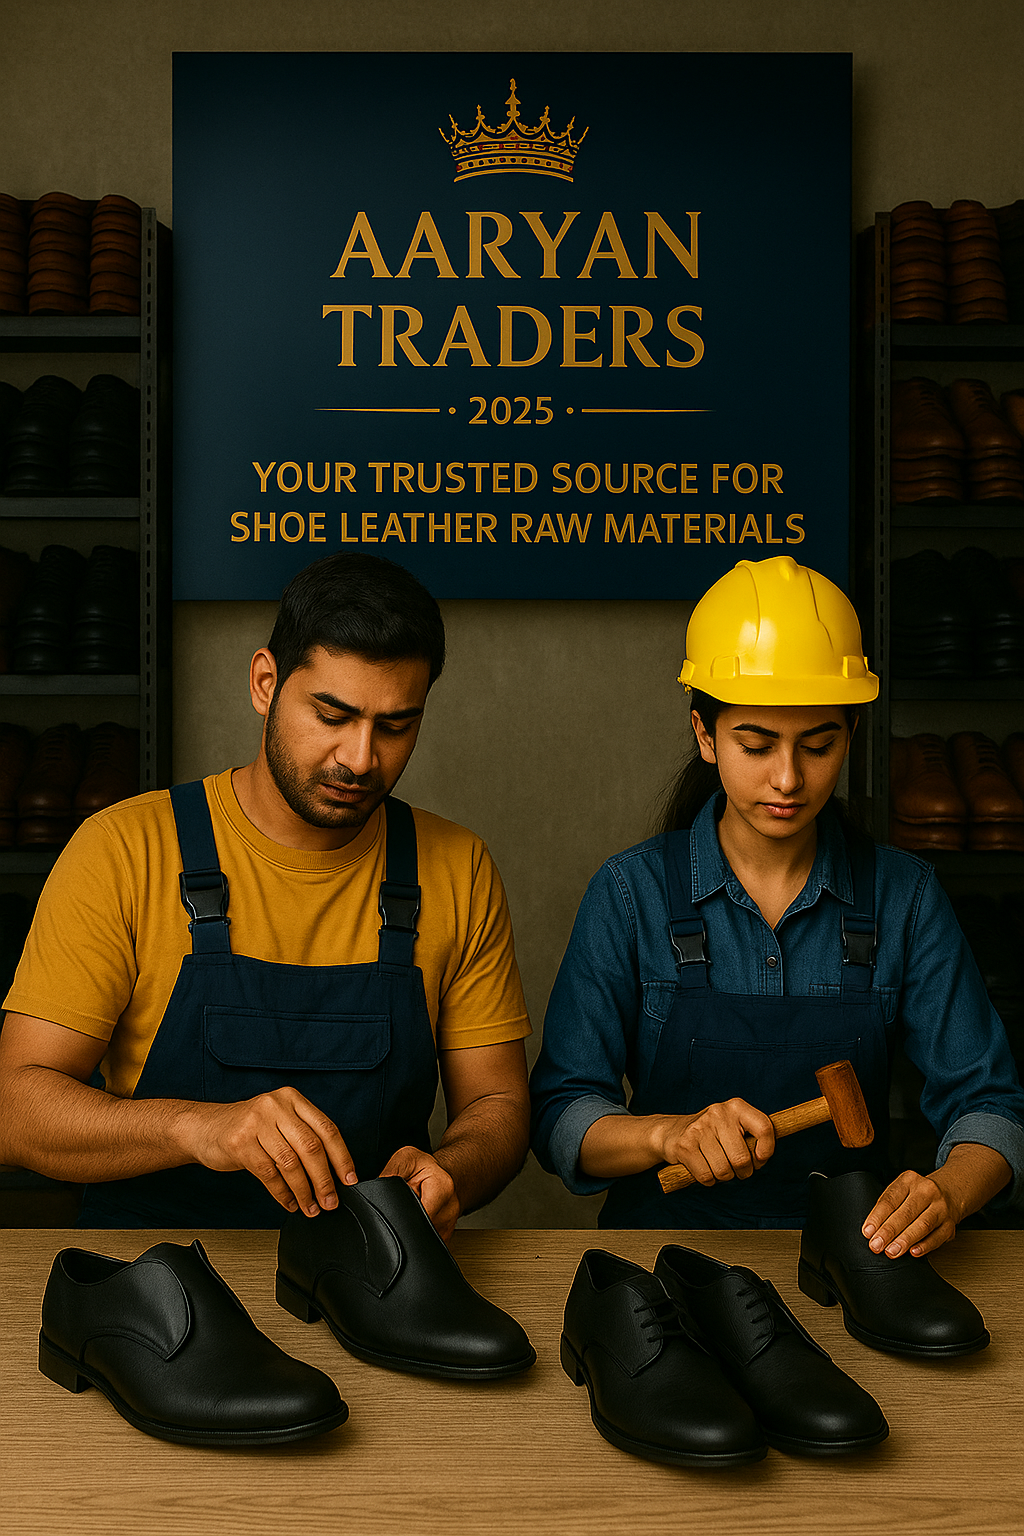 AARYAN
TRADERS
· 2025 ·
YOUR TRUSTED SOURCE FOR
SHOE LEATHER RAW MATERIALS